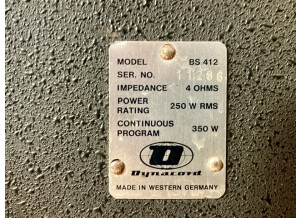 MODEL BS 412
SER. NO. 11286
IMPEDANCE 4 OHMS
POWER
RATING 250 W RMS
CONTINUOUS
PROGRAM 350 W
D
Dynacord
MADE IN WESTERN GERMANY